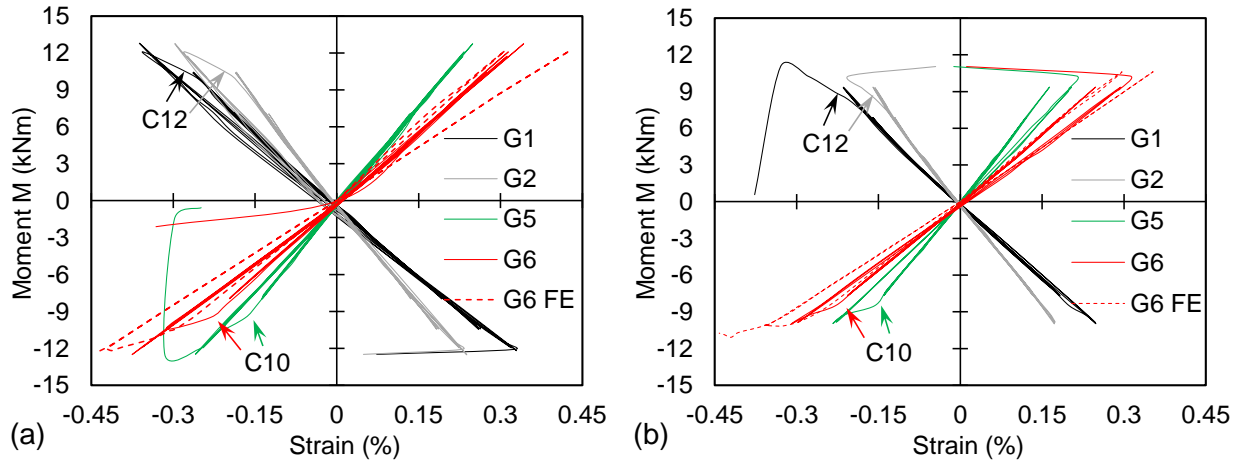 15
12
9
6
3
0
-3
-6
-9
-12
-15
-0.45 -0.3 -0.15 0 0.15 0.3 0.45
Moment M (kNm)
Strain (%)
(a)
C12
C10
G1
G2
G5
G6
G6 FE
15
12
9
6
3
0
-3
-6
-9
-12
-15
-0.45 -0.3 -0.15 0 0.15 0.3 0.45
Moment M (kNm)
Strain (%)
(b)
C12
C10
G1
G2
G5
G6
G6 FE